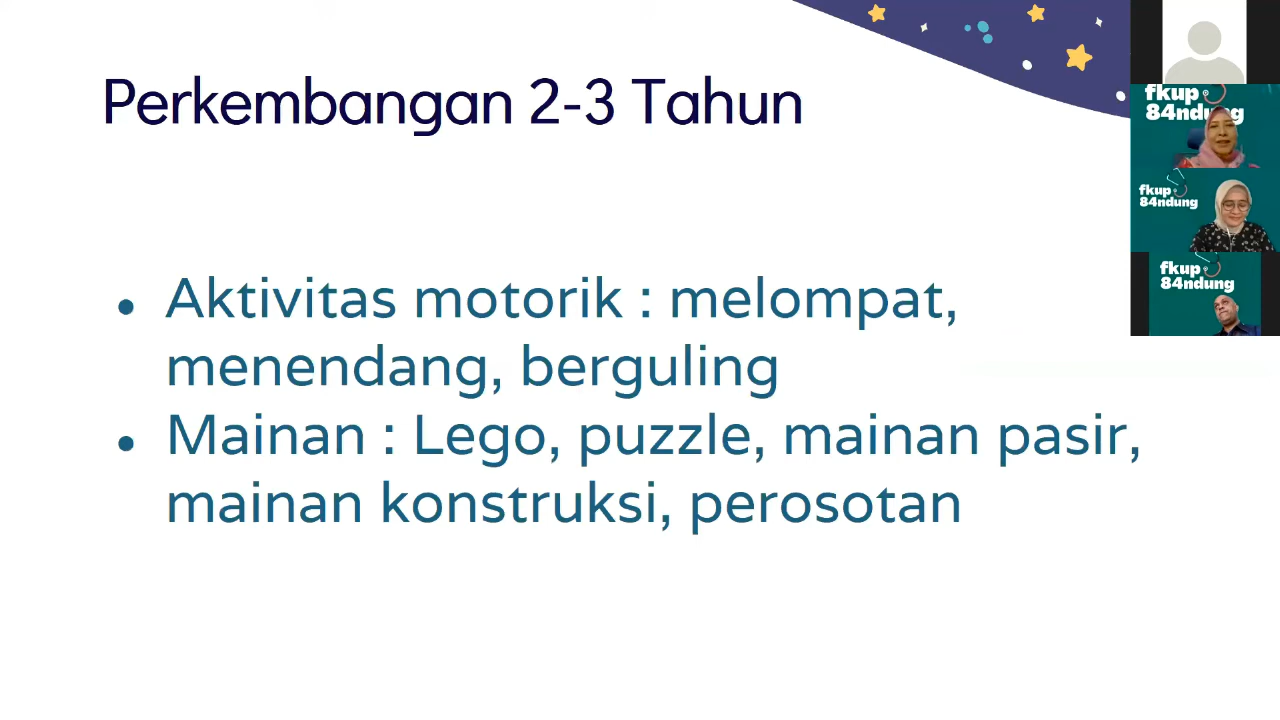 Perkembangan 2-3 Tahun
• Aktivitas motorik : melompat,
menendang, berguling
• Mainan : Lego, puzzle, mainan pasir,
mainan konstruksi, perosotan
fkup
84ndung
fkup
84ndung
fkup
84ndung